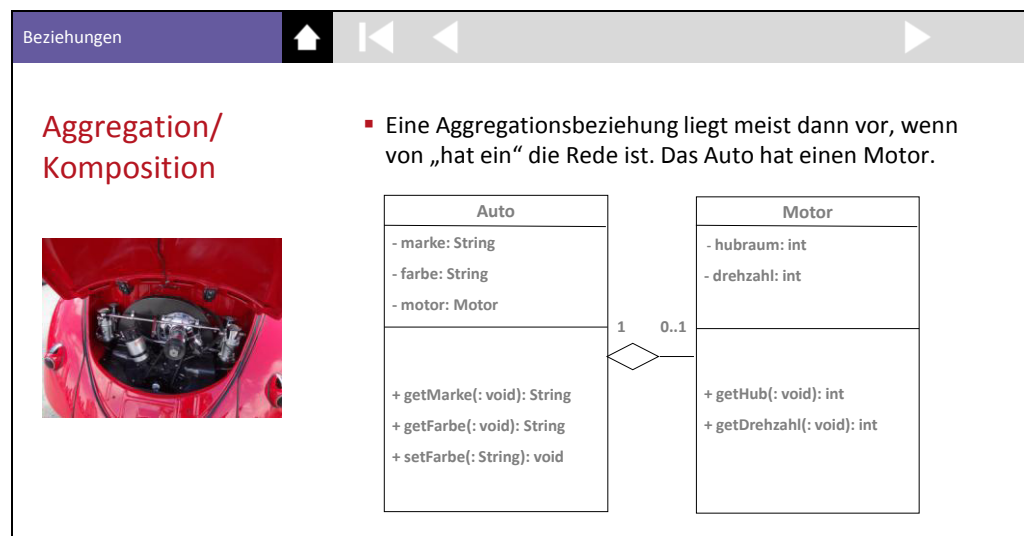 Beziehungen
Aggregation/
Komposition
▪ Eine Aggregationsbeziehung liegt meist dann vor, wenn
von „hat ein“ die Rede ist. Das Auto hat einen Motor.
Auto
- marke: String
- farbe: String
- motor: Motor
+ getMarke(: void): String
+ getFarbe(: void): String
+ setFarbe(: String): void
1 0..1
Motor
- hubraum: int
- drehzahl: int
+ getHub(: void): int
+ getDrehzahl(: void): int